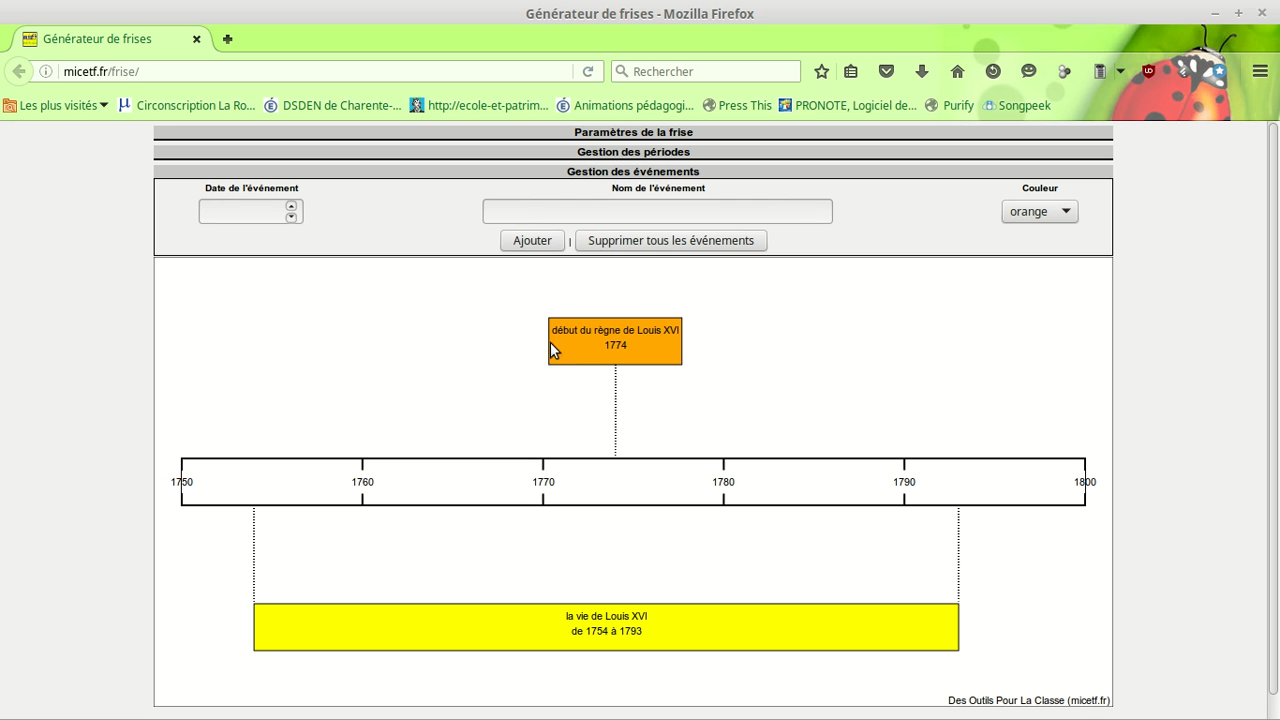 Générateur de frises - Mozilla Firefox
Générateur de frises
micetf.fr/frise/
Rechercher
Les plus visités
Circonscription La Ro...
DSDEN de Charente-...
http://ecole-et-patrim...
Animations pédagogi...
Press This
PRONOTE, Logiciel de...
Purify
Songpeek
Paramètres de la frise
Gestion des périodes
Gestion des événements
Date de l'événement
Nom de l'événement
Couleur
orange
Ajouter | Supprimer tous les événements
début du règne de Louis XVI
1774
1750 1760 1770 1780 1790 1800
la vie de Louis XVI
de 1754 à 1793
Des Outils Pour La Classe (micetf.fr)